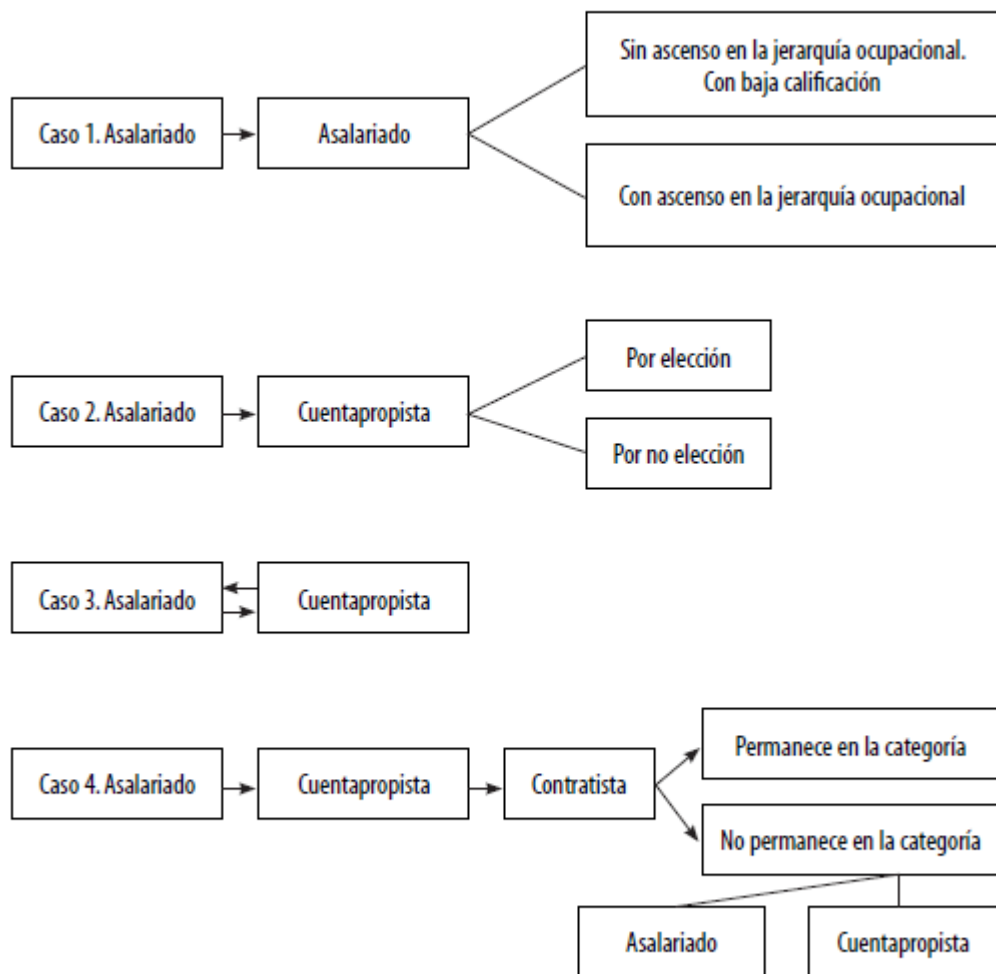 Sin ascenso en la jerarquía ocupacional.
Con baja calificación
Caso 1. Asalariado
Asalariado
Con ascenso en la jerarquía ocupacional
Por elección
Caso 2. Asalariado
Cuentapropista
Por no elección
Caso 3. Asalariado
Cuentapropista
Permanece en la categoría
Caso 4. Asalariado
Cuentapropista
Contratista
No permanece en la categoría
Asalariado
Cuentapropista